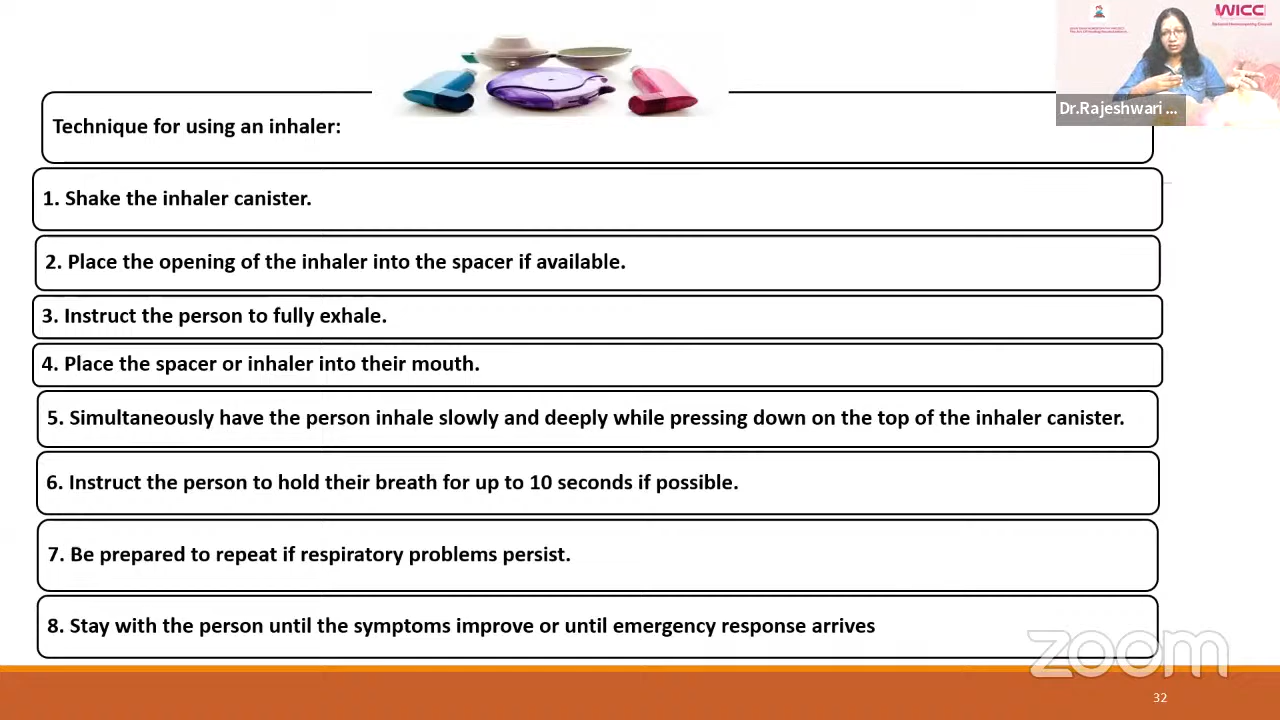 WICC
Dr.Rajeshwari ...
Technique for using an inhaler:
1. Shake the inhaler canister.
2. Place the opening of the inhaler into the spacer if available.
3. Instruct the person to fully exhale.
4. Place the spacer or inhaler into their mouth.
5. Simultaneously have the person inhale slowly and deeply while pressing down on the top of the inhaler canister.
6. Instruct the person to hold their breath for up to 10 seconds if possible.
7. Be prepared to repeat if respiratory problems persist.
8. Stay with the person until the symptoms improve or until emergency response arrives
zoom
32